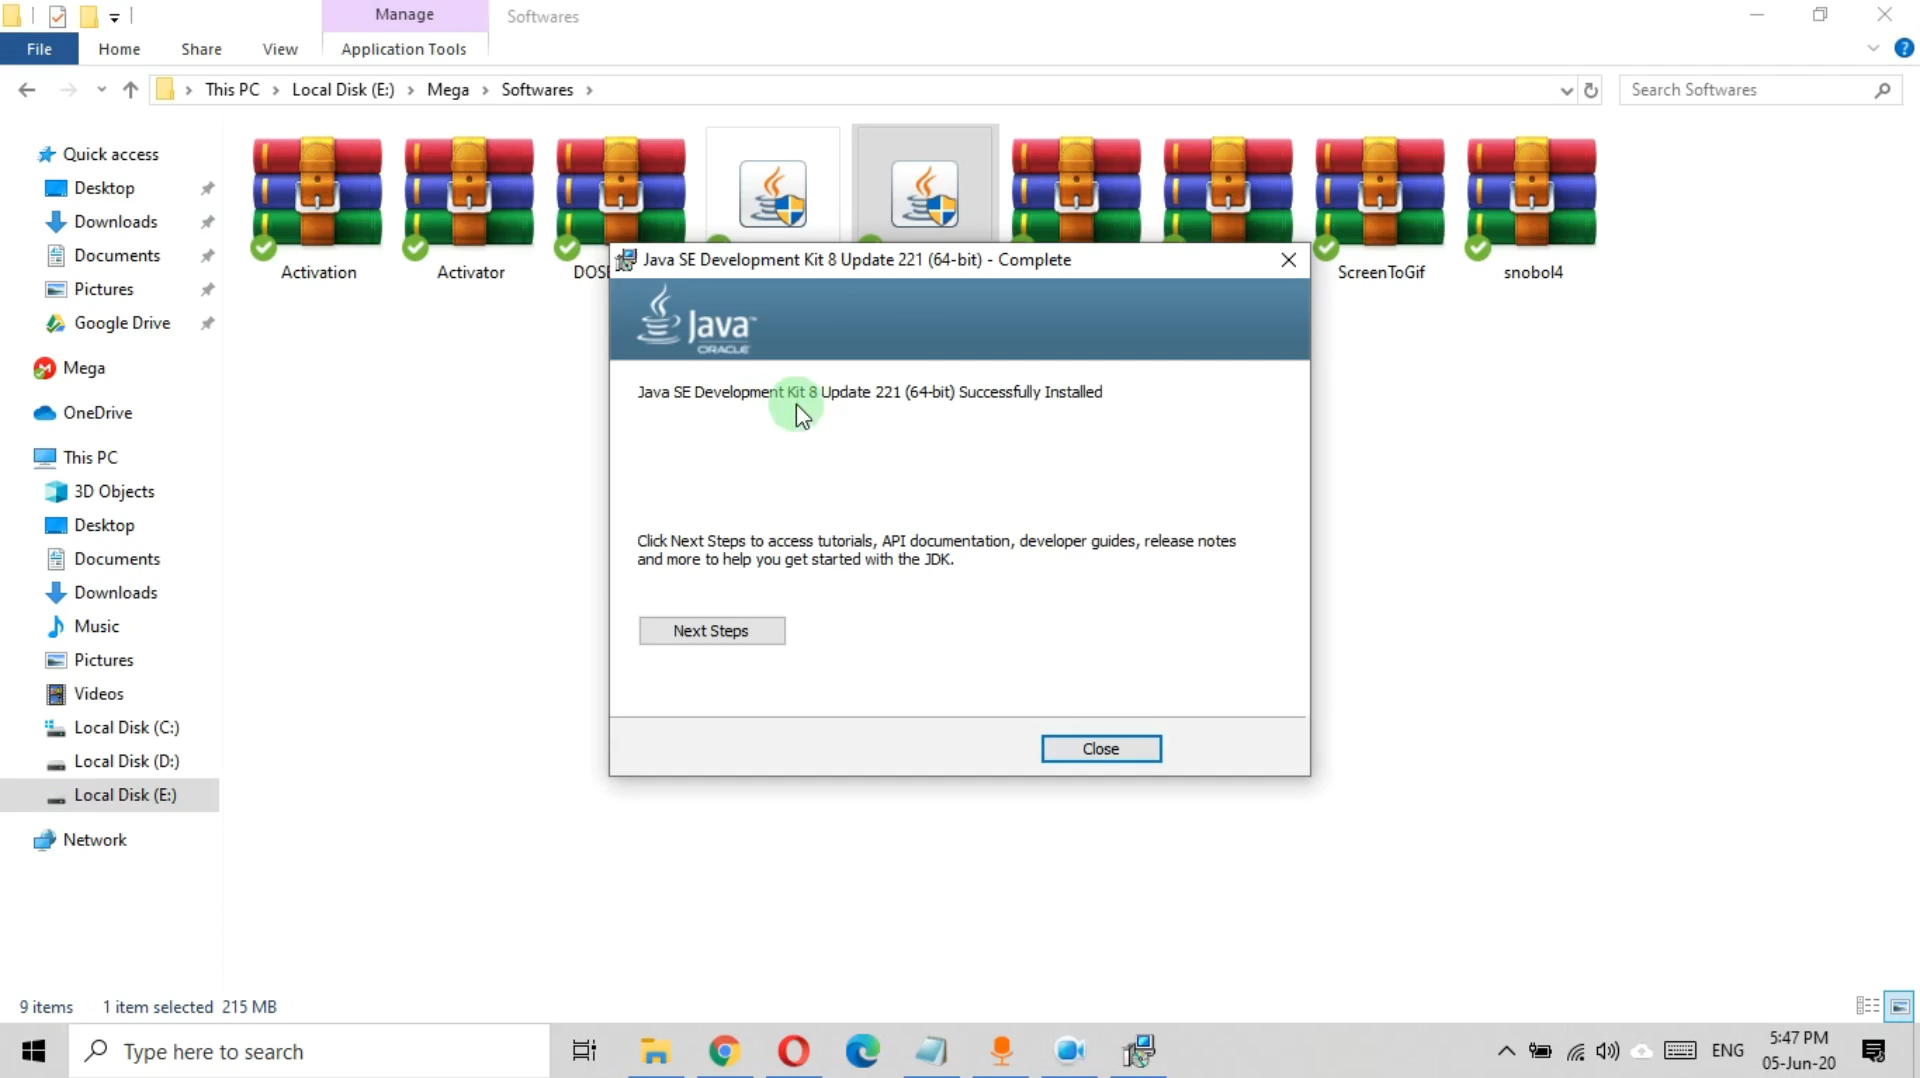 Manage
Softwares
File
Home
Share
View
Application Tools
This PC
Local Disk (E:)
Mega
Softwares
Search Softwares
Quick access
Desktop
Downloads
Documents
Pictures
Google Drive
Mega
OneDrive
This PC
3D Objects
Desktop
Documents
Downloads
Music
Pictures
Videos
Local Disk (C:)
Local Disk (D:)
Local Disk (E:)
Network
Activation
Activator
ScreenToGif
snobol4
Java SE Development Kit 8 Update 221 (64-bit) - Complete
Java™
ORACLE
Java SE Development Kit 8 Update 221 (64-bit) Successfully Installed
Click Next Steps to access tutorials, API documentation, developer guides, release notes
and more to help you get started with the JDK.
Next Steps
Close
9 items
1 item selected 215 MB
Type here to search
ENG
5:47 PM
05-Jun-20